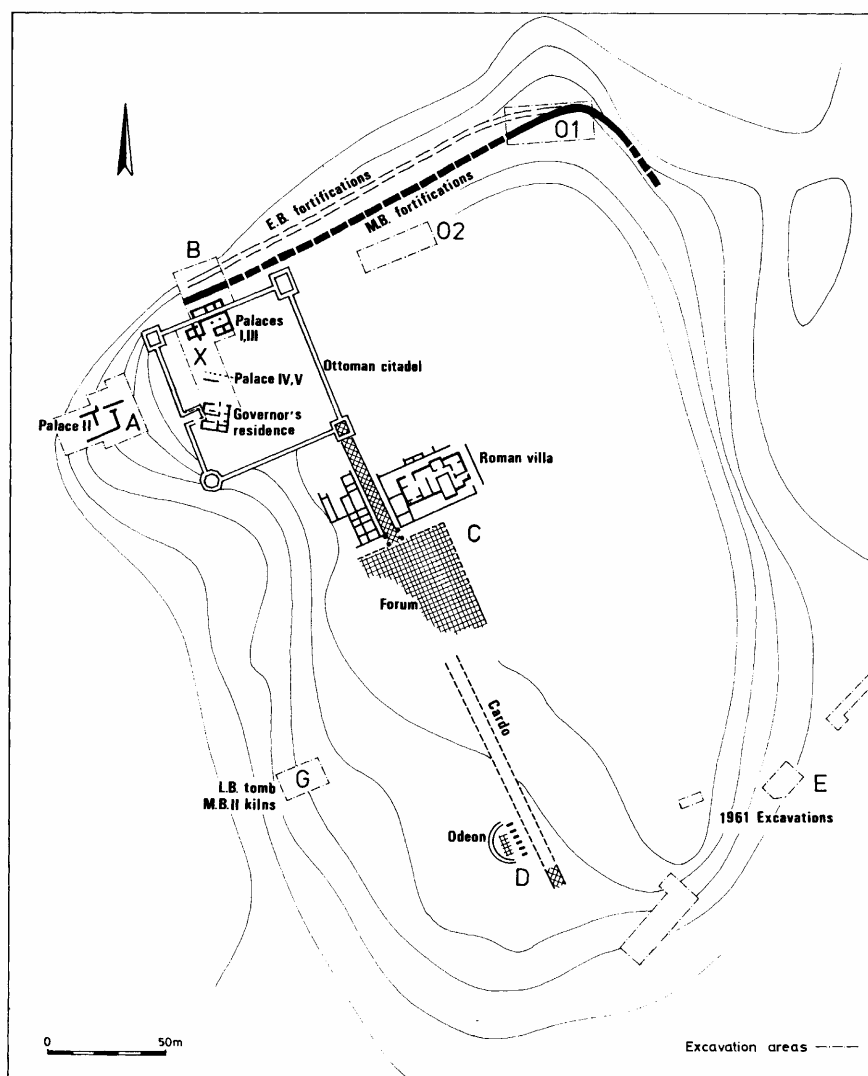 O1
E.B. fortifications
M.B. fortifications
O2
B
Palaces
I,III
X
Ottoman citadel
Palace IV,V
Palace II
A
Governor's
residence
Roman villa
C
Forum
Cardo
G
L.B. tomb
M.B.II kilns
E
1961 Excavations
Odeon
D
0
50m
Excavation areas